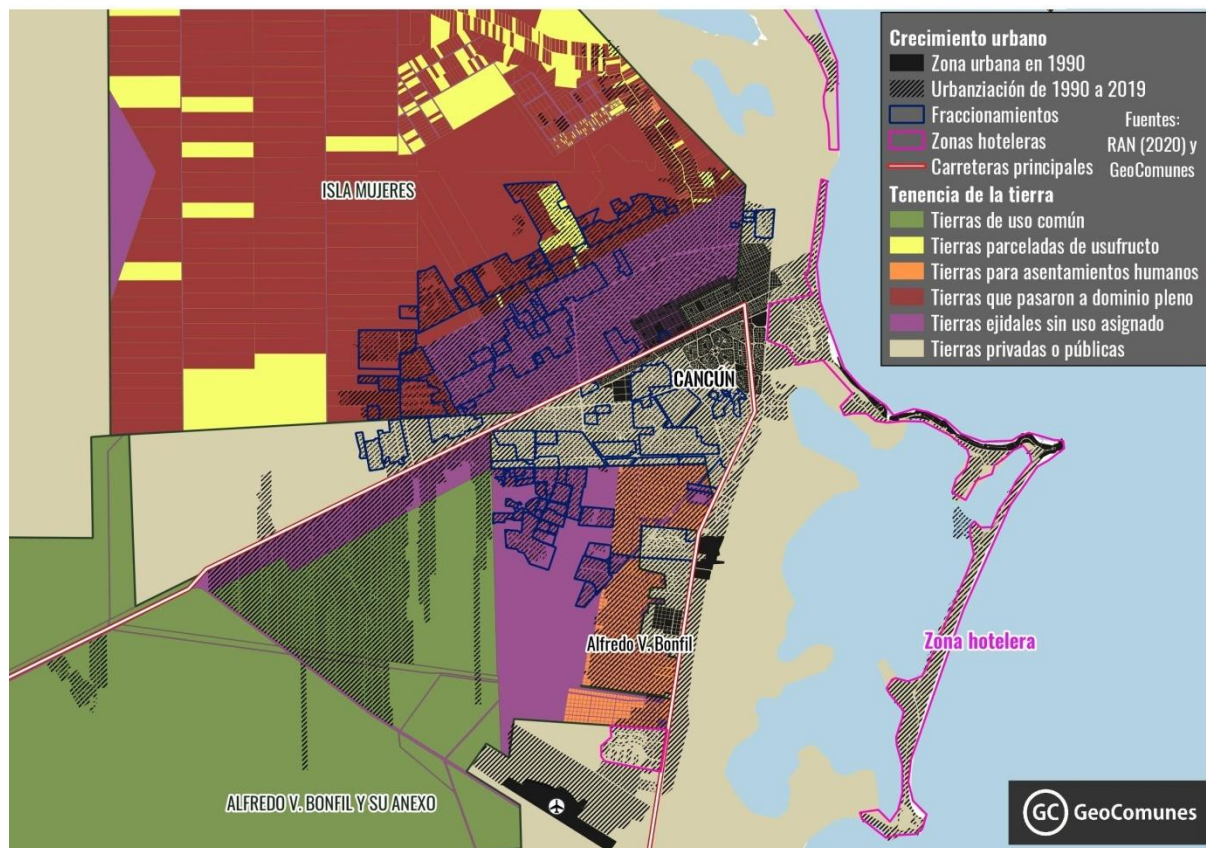 Crecimiento urbano
Zona urbana en 1990
Urbanziación de 1990 a 2019
Fraccionamientos
Zonas hoteleras
Carreteras principales
Fuentes:
RAN (2020) y
GeoComunes
Tenencia de la tierra
Tierras de uso común
Tierras parceladas de usufructo
Tierras para asentamientos humanos
Tierras que pasaron a dominio pleno
Tierras ejidales sin uso asignado
Tierras privadas o públicas
ISLA MUJERES
CANCÚN
Alfredo V. Bonfil
Zona hotelera
ALFREDO V. BONFIL Y SU ANEXO
GC GeoComunes